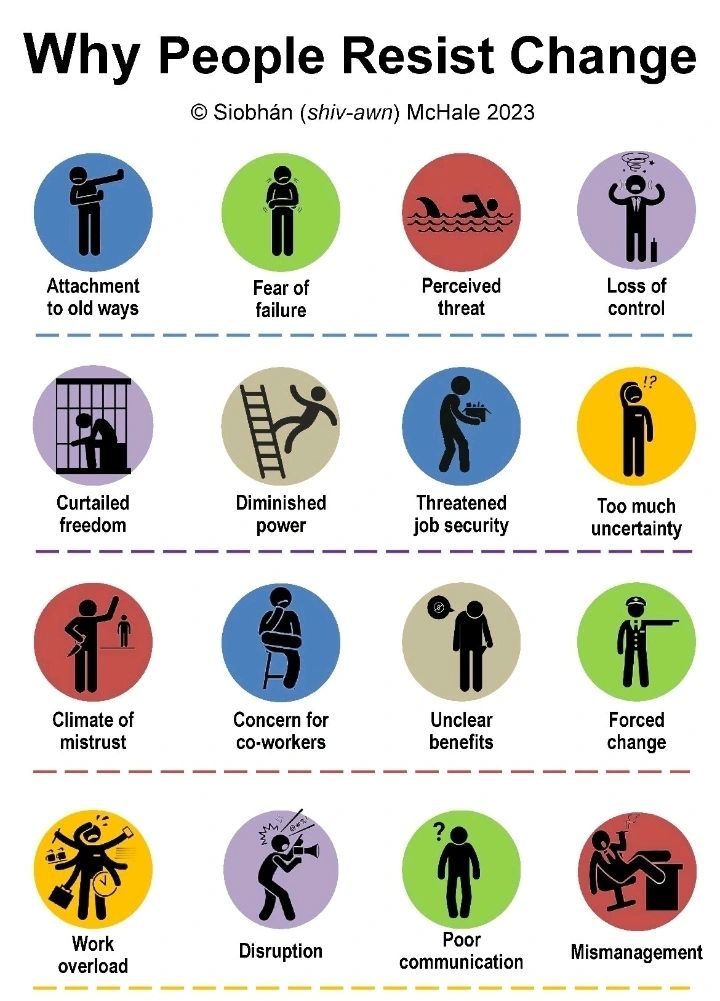 Why People Resist Change
© Siobhán (shiv-awn) McHale 2023
Attachment
to old ways
Fear of
failure
Perceived
threat
Loss of
control
!?
Curtailed
freedom
Diminished
power
Threatened
job security
Too much
uncertainty
Climate of
mistrust
Concern for
co-workers
Unclear
benefits
Forced
change
?
Work
overload
Disruption
Poor
communication
Mismanagement